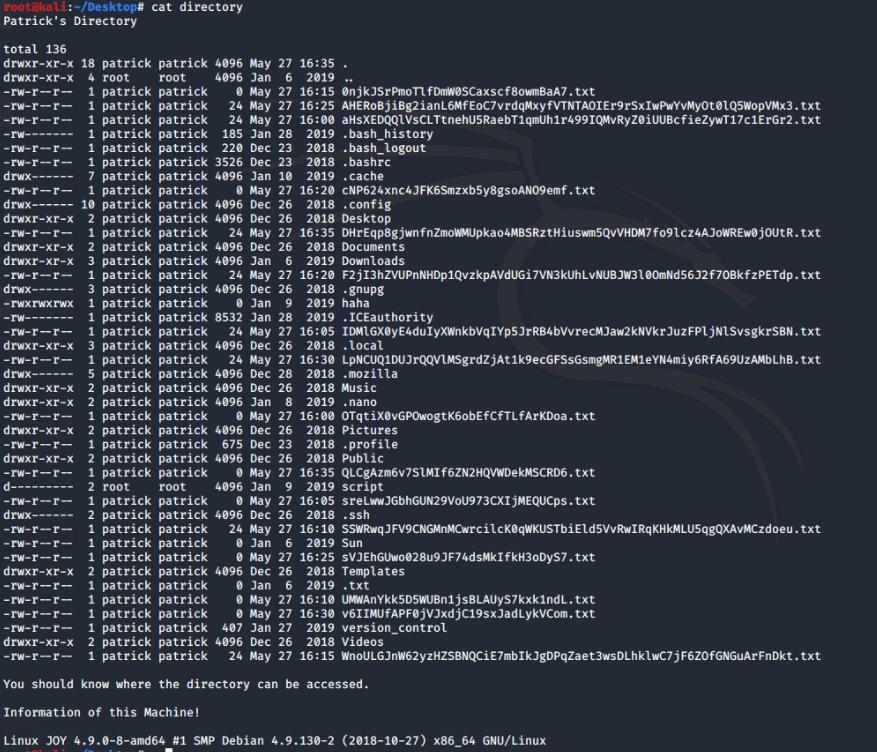 root@kali:~/Desktop# cat directory
Patrick's Directory
total 136
drwxr-xr-x 18 patrick patrick 4096 May 27 16:35 .
drwxr-xr-x  4 root    root    4096 Jan  6  2019 ..
-rw-r--r--  1 patrick patrick    0 May 27 16:15 0njkJSrPmoTlfDmW0SCaxscf8owmBaA7.txt
-rw-r--r--  1 patrick patrick   24 May 27 16:25 AHERoBjiBg2ianL6MfEoC7vrdqMxyfVTNTAOIEr9rSxIwPwYvMyOt0lQ5WopVMx3.txt
-rw-r--r--  1 patrick patrick   24 May 27 16:00 aHsXEDQQlVsCLTtnehU5RaebT1qmUh1r499IQMvRyZ0iUUBcfieZywT17c1ErGr2.txt
-rw-------  1 patrick patrick  185 Jan 28  2019 .bash_history
-rw-r--r--  1 patrick patrick  220 Dec 23  2018 .bash_logout
-rw-r--r--  1 patrick patrick 3526 Dec 23  2018 .bashrc
drwx------  7 patrick patrick 4096 Jan 10  2019 .cache
-rw-r--r--  1 patrick patrick    0 May 27 16:20 cNP624xnc4JFK6Smzxb5y8gsoANO9emf.txt
drwx------ 10 patrick patrick 4096 Dec 26  2018 .config
drwxr-xr-x  2 patrick patrick 4096 Dec 26  2018 Desktop
-rw-r--r--  1 patrick patrick   24 May 27 16:35 DHrEqp8gjwnfnZmoWMUpkao4MBSRztHiuswm5QvVHDM7fo9lcz4AJoWREw0jOUtR.txt
drwxr-xr-x  2 patrick patrick 4096 Dec 26  2018 Documents
drwxr-xr-x  3 patrick patrick 4096 Jan  6  2019 Downloads
-rw-r--r--  1 patrick patrick   24 May 27 16:20 F2jI3hZVUPnNHDp1QvzkpAVdUGi7VN3kUhLvNUBJW3l0OmNd56J2f7OBkfzPETdp.txt
drwx------  3 patrick patrick 4096 Dec 26  2018 .gnupg
-rwxrwxrwx  1 patrick patrick    0 Jan  9  2019 haha
-rw-------  1 patrick patrick 8532 Jan 28  2019 .ICEauthority
-rw-r--r--  1 patrick patrick   24 May 27 16:05 IDMlGX0yE4duIyXWnkbVqIYp5JrRB4bVvrecMJaw2kNVkrJuzFPljNlSvsgkrSBN.txt
drwxr-xr-x  3 patrick patrick 4096 Dec 26  2018 .local
-rw-r--r--  1 patrick patrick   24 May 27 16:30 LpNCUQ1DUJrQQVlMSgrdZjAt1k9ecGFSsGsmgMR1EM1eYN4miy6RfA69UzAMbLhB.txt
drwx------  5 patrick patrick 4096 Dec 28  2018 .mozilla
drwxr-xr-x  2 patrick patrick 4096 Dec 26  2018 Music
drwxr-xr-x  2 patrick patrick 4096 Jan  8  2019 .nano
-rw-r--r--  1 patrick patrick    0 May 27 16:00 OTqtiX0vGPOwogtK6obEfCfTLfArKDoa.txt
drwxr-xr-x  2 patrick patrick 4096 Dec 26  2018 Pictures
-rw-r--r--  1 patrick patrick  675 Dec 23  2018 .profile
drwxr-xr-x  2 patrick patrick 4096 Dec 26  2018 Public
-rw-r--r--  1 patrick patrick    0 May 27 16:35 QLCgAzm6v7SlMIf6ZN2HQVWDekMSCRD6.txt
d---------  2 root    root    4096 Jan  9  2019 script
-rw-r--r--  1 patrick patrick    0 May 27 16:05 sreLwwJGbhGUN29VoU973CXIjMEQUCps.txt
drwx------  2 patrick patrick 4096 Dec 26  2018 .ssh
-rw-r--r--  1 patrick patrick   24 May 27 16:10 SSWRwqJFV9CNGMnMCwrcilcK0qWKUSTbiEld5VvRwIRqKHkMLU5qgQXAvMCzdoeu.txt
-rw-r--r--  1 patrick patrick    0 Jan  6  2019 Sun
-rw-r--r--  1 patrick patrick    0 May 27 16:25 sVJEhGUwo028u9JF74dsMkIfkH3oDyS7.txt
drwxr-xr-x  2 patrick patrick 4096 Dec 26  2018 Templates
-rw-r--r--  1 patrick patrick    0 Jan  6  2019 .txt
-rw-r--r--  1 patrick patrick    0 May 27 16:10 UMWAnYkk5D5WUBn1jsBLAUyS7kxk1ndL.txt
-rw-r--r--  1 patrick patrick    0 May 27 16:30 v6IIMUfAPF0jVJxdjC19sxJadLykVCom.txt
-rw-r--r--  1 patrick patrick  407 Jan 27  2019 version_control
drwxr-xr-x  2 patrick patrick 4096 Dec 26  2018 Videos
-rw-r--r--  1 patrick patrick   24 May 27 16:15 WnoULGJnW62yzHZSBNQCiE7mbIkJgDPqZaet3wsDLhklwC7jF6ZOfGNGuArFnDkt.txt
You should know where the directory can be accessed.
Information of this Machine!
Linux JOY 4.9.0-8-amd64 #1 SMP Debian 4.9.130-2 (2018-10-27) x86_64 GNU/Linux